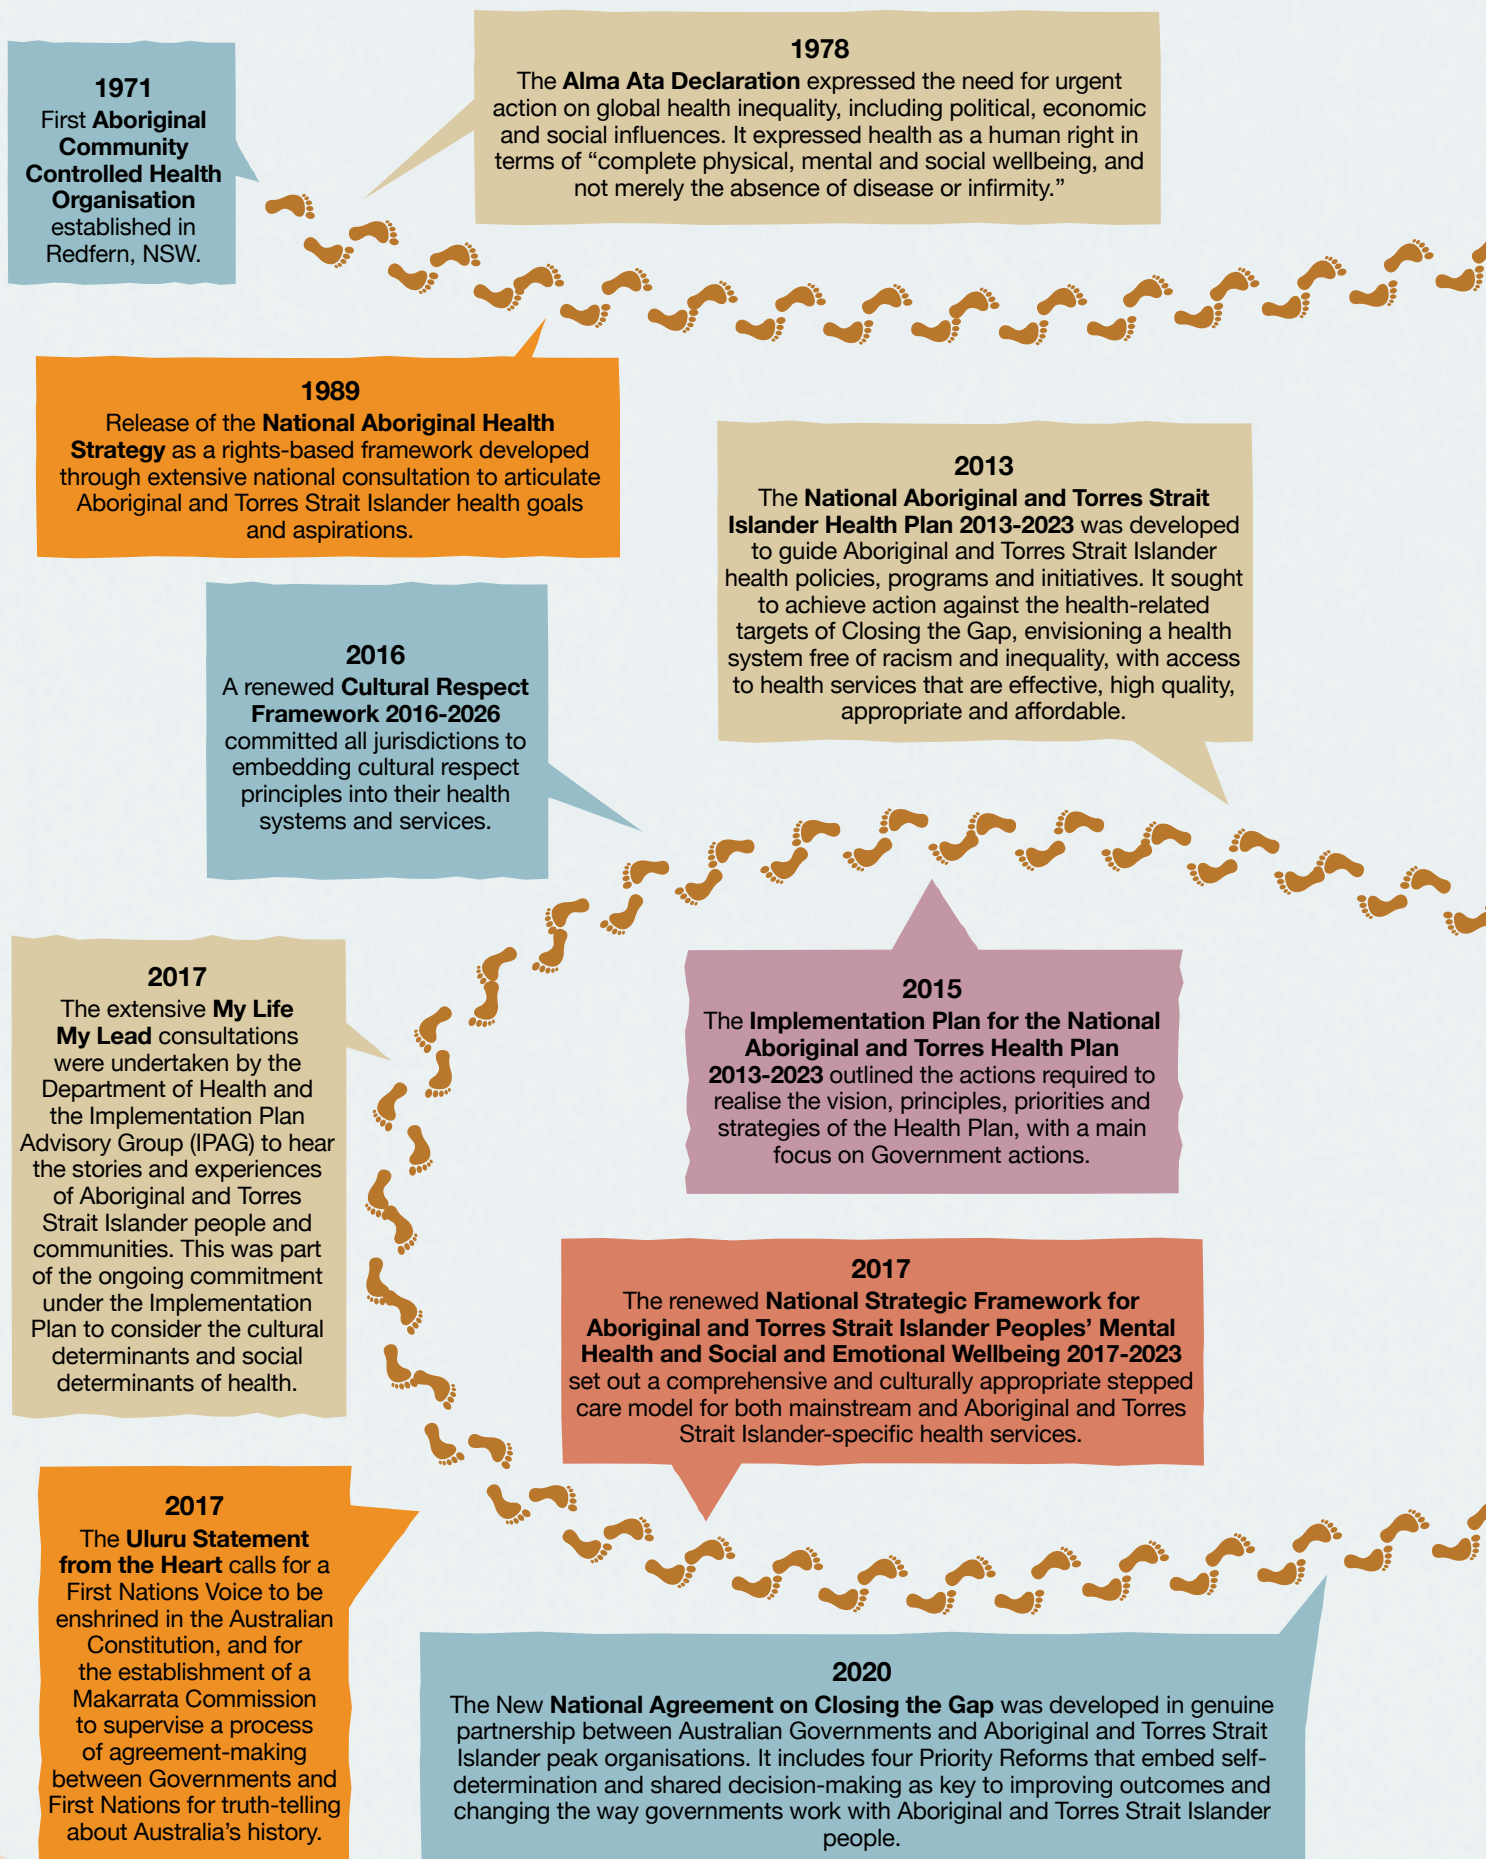 1971
First Aboriginal
Community
Controlled Health
Organisation
established in
Redfern, NSW.
1978
The Alma Ata Declaration expressed the need for urgent
action on global health inequality, including political, economic
and social influences. It expressed health as a human right in
terms of “complete physical, mental and social wellbeing, and
not merely the absence of disease or infirmity.”
1989
Release of the National Aboriginal Health
Strategy as a rights-based framework developed
through extensive national consultation to articulate
Aboriginal and Torres Strait Islander health goals
and aspirations.
2013
The National Aboriginal and Torres Strait
Islander Health Plan 2013-2023 was developed
to guide Aboriginal and Torres Strait Islander
health policies, programs and initiatives. It sought
to achieve action against the health-related
targets of Closing the Gap, envisioning a health
system free of racism and inequality, with access
to health services that are effective, high quality,
appropriate and affordable.
2016
A renewed Cultural Respect
Framework 2016-2026
committed all jurisdictions to
embedding cultural respect
principles into their health
systems and services.
2015
The Implementation Plan for the National
Aboriginal and Torres Health Plan
2013-2023 outlined the actions required to
realise the vision, principles, priorities and
strategies of the Health Plan, with a main
focus on Government actions.
2017
The extensive My Life
My Lead consultations
were undertaken by the
Department of Health and
the Implementation Plan
Advisory Group (IPAG) to hear
the stories and experiences
of Aboriginal and Torres
Strait Islander people and
communities. This was part
of the ongoing commitment
under the Implementation
Plan to consider the cultural
determinants and social
determinants of health.
2017
The renewed National Strategic Framework for
Aboriginal and Torres Strait Islander Peoples’ Mental
Health and Social and Emotional Wellbeing 2017-2023
set out a comprehensive and culturally appropriate stepped
care model for both mainstream and Aboriginal and Torres
Strait Islander-specific health services.
2017
The Uluru Statement
from the Heart calls for a
First Nations Voice to be
enshrined in the Australian
Constitution, and for
the establishment of a
Makarrata Commission
to supervise a process
of agreement-making
between Governments and
First Nations for truth-telling
about Australia’s history.
2020
The New National Agreement on Closing the Gap was developed in genuine
partnership between Australian Governments and Aboriginal and Torres Strait
Islander peak organisations. It includes four Priority Reforms that embed self-
determination and shared decision-making as key to improving outcomes and
changing the way governments work with Aboriginal and Torres Strait Islander
people.